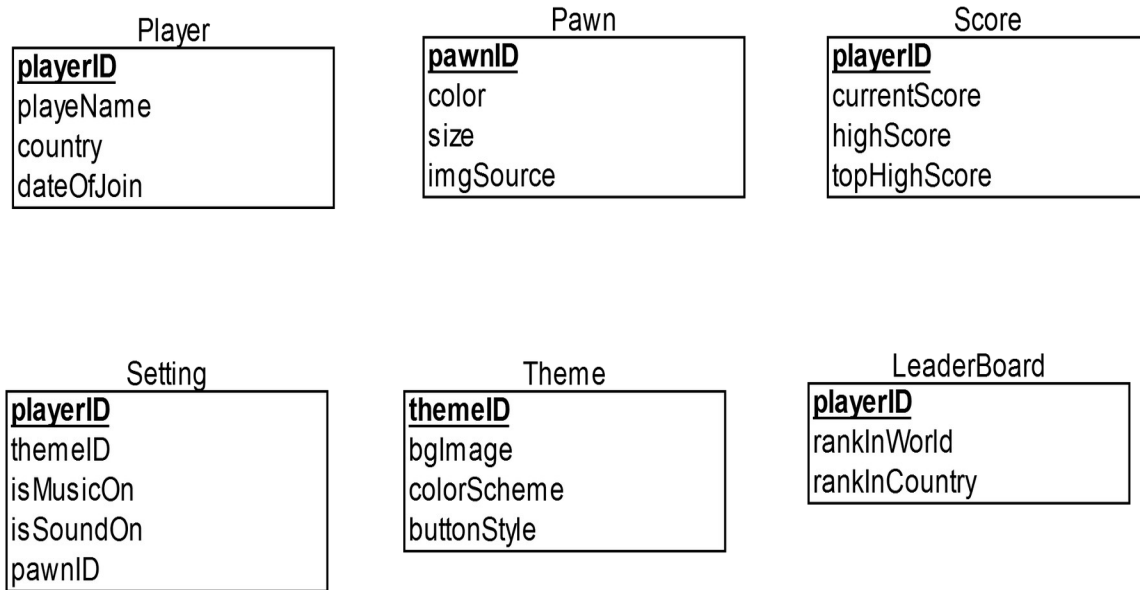 Player
playerID
playeName
country
dateOfJoin
Pawn
pawnID
color
size
imgSource
Score
playerID
currentScore
highScore
topHighScore
Setting
playerID
themeID
isMusicOn
isSoundOn
pawnID
Theme
themeID
bgImage
colorScheme
buttonStyle
LeaderBoard
playerID
rankInWorld
rankInCountry